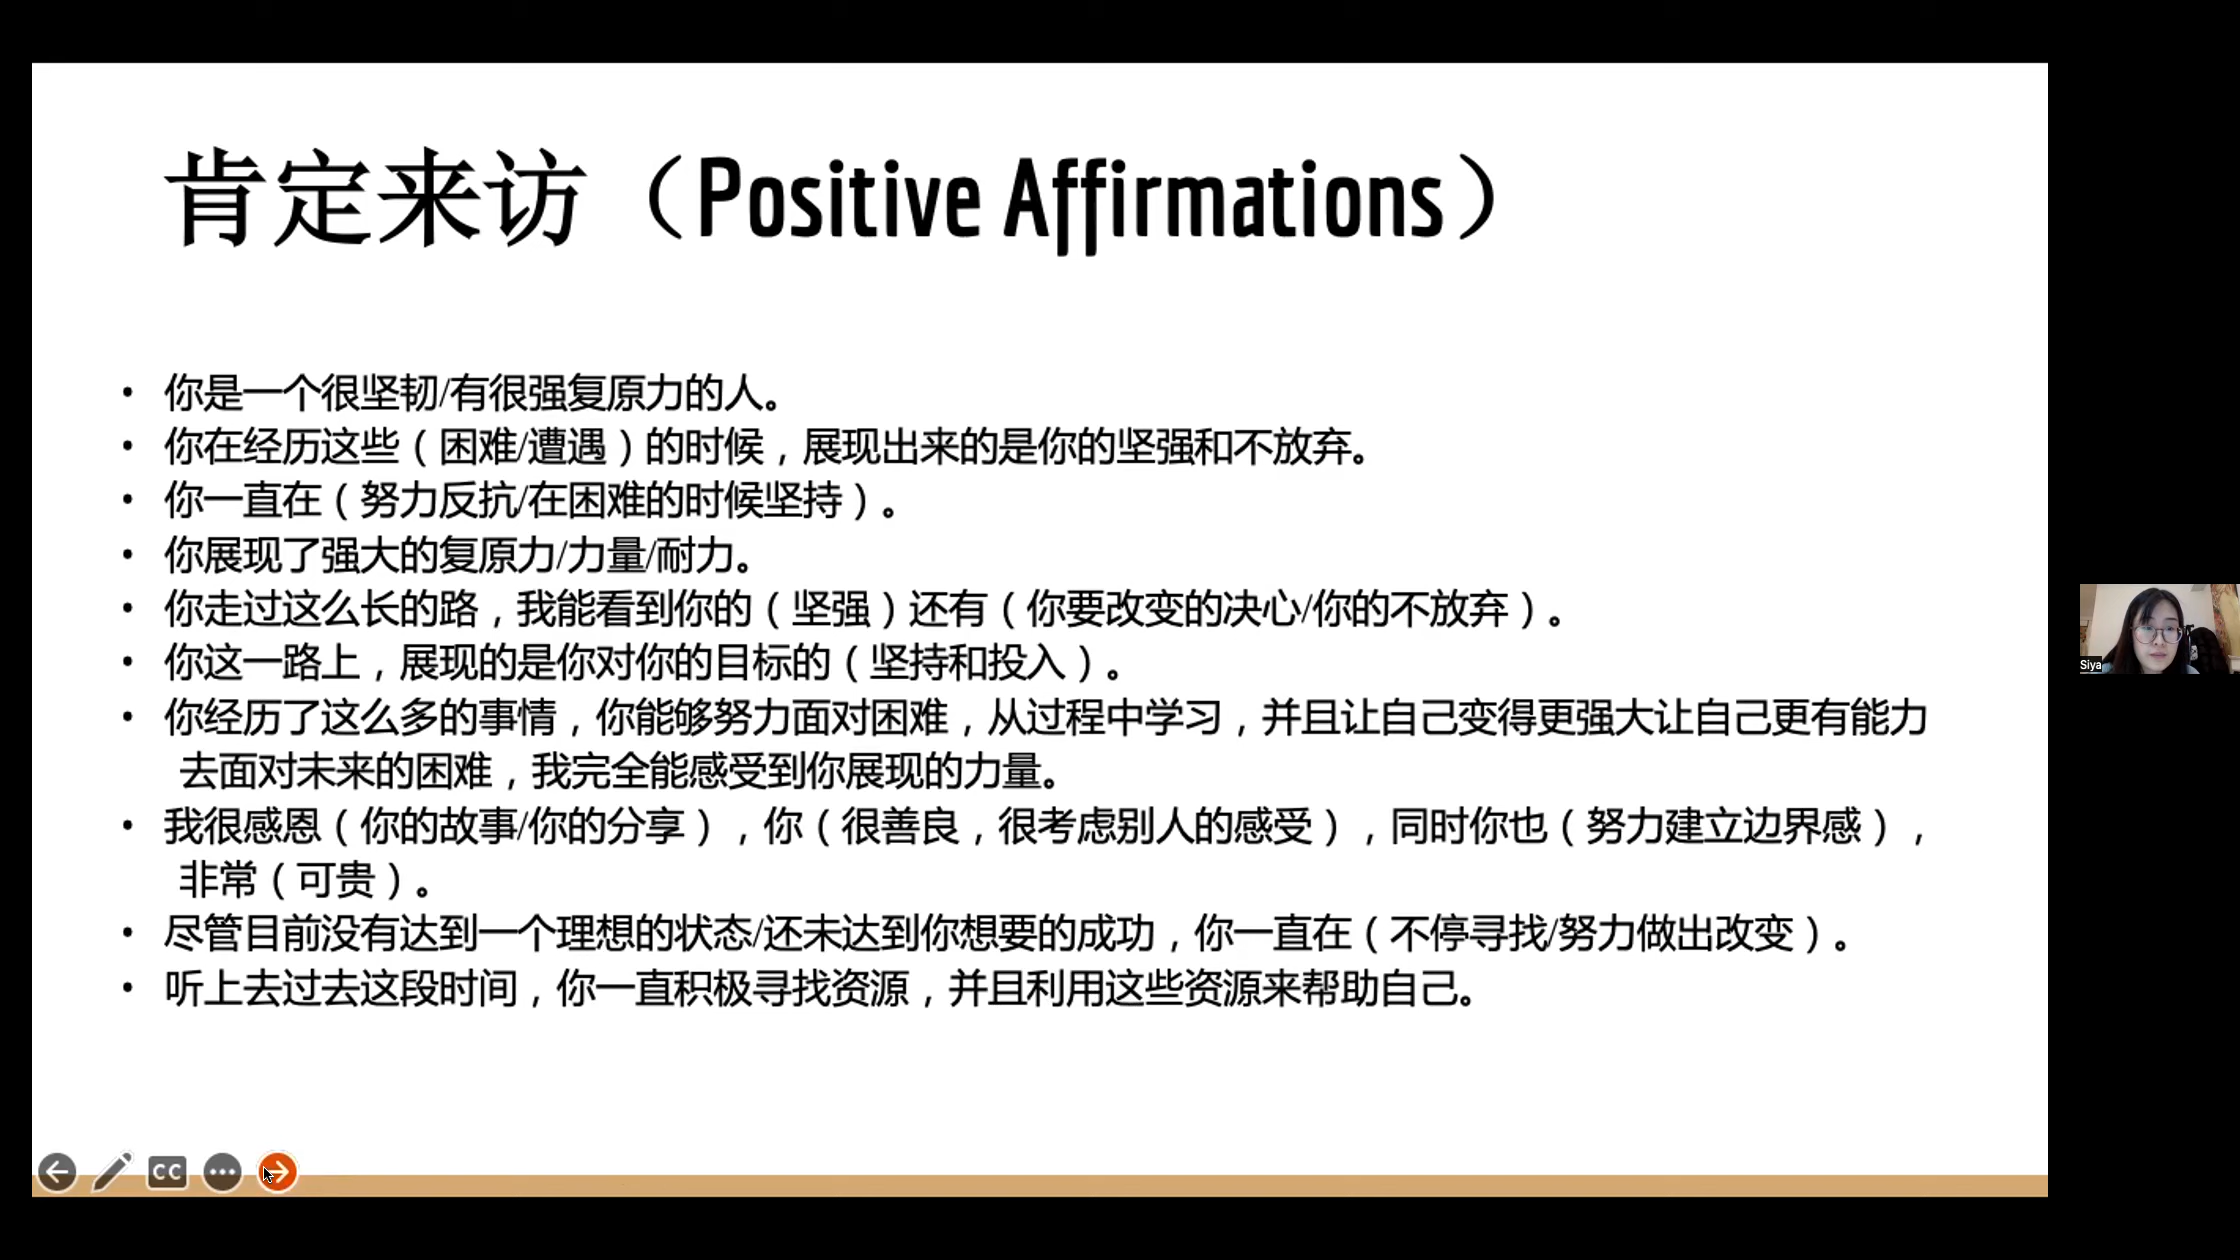 肯定来访（Positive Affirmations）
• 你是一个很坚韧/有很强复原力的人。
• 你在经历这些（困难/遭遇）的时候，展现出来的是你的坚强和不放弃。
• 你一直在（努力反抗/在困难的时候坚持）。
• 你展现了强大的复原力/力量/耐力。
• 你走过这么长的路，我能看到你的（坚强）还有（你要改变的决心/你的不放弃）。
• 你这一路上，展现的是你对你的目标的（坚持和投入）。
• 你经历了这么多的事情，你能够努力面对困难，从过程中学习，并且让自己变得更强大让自己更有能力
去面对未来的困难，我完全能感受到你展现的力量。
• 我很感恩（你的故事/你的分享），你（很善良，很考虑别人的感受），同时你也（努力建立边界感），
非常（可贵）。
• 尽管目前没有达到一个理想的状态/还未达到你想要的成功，你一直在（不停寻找/努力做出改变）。
• 听上去过去这段时间，你一直积极寻找资源，并且利用这些资源来帮助自己。
Siya
CC